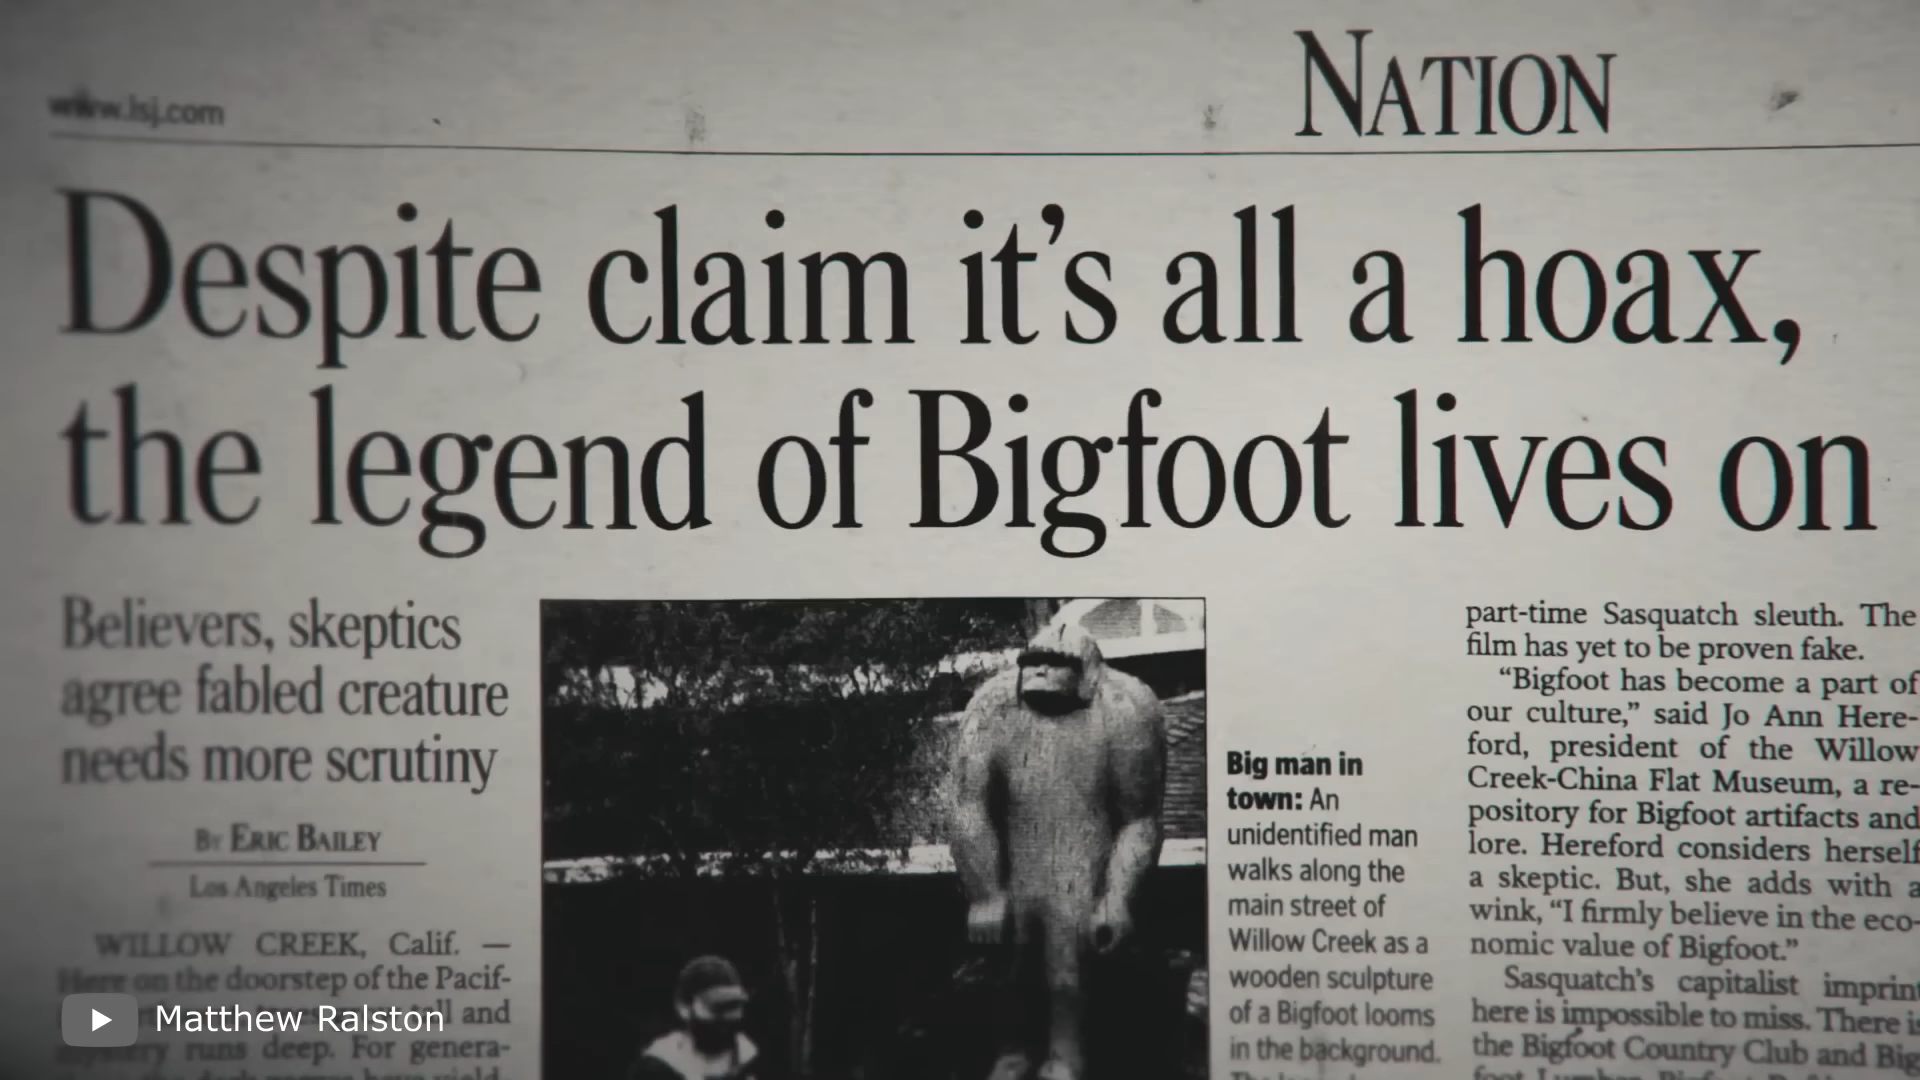 www.lsj.com
NATION
Despite claim it's all a hoax,
the legend of Bigfoot lives on
Believers, skeptics
agree fabled creature
needs more scrutiny
By ERIC BAILEY
Los Angeles Times
WILLOW CREEK, Calif. —
Here on the doorstep of the Pacif-
and
mystery runs deep. For genera-
Big man in
town: An
unidentified man
walks along the
main street of
Willow Creek as a
wooden sculpture
of a Bigfoot looms
in the background.
part-time Sasquatch sleuth. The
film has yet to be proven fake.
“Bigfoot has become a part of
our culture,” said Jo Ann Here-
ford, president of the Willow
Creek-China Flat Museum, a re-
pository for Bigfoot artifacts and
lore. Hereford considers herself
a skeptic. But, she adds with a
wink, “I firmly believe in the eco-
nomic value of Bigfoot.”
Sasquatch's capitalist imprint
here is impossible to miss. There is
the Bigfoot Country Club and Big-
Matthew Ralston